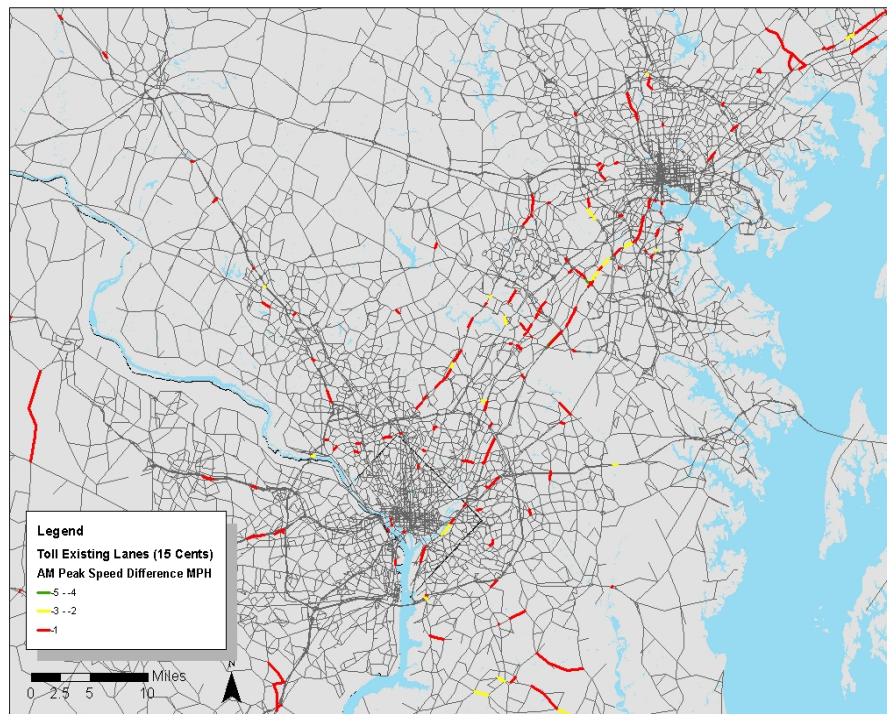 Legend
Toll Existing Lanes (15 Cents)
AM Peak Speed Difference MPH
-5 - -4
-3 - -2
-1
N
0 2.5 5 10 Miles